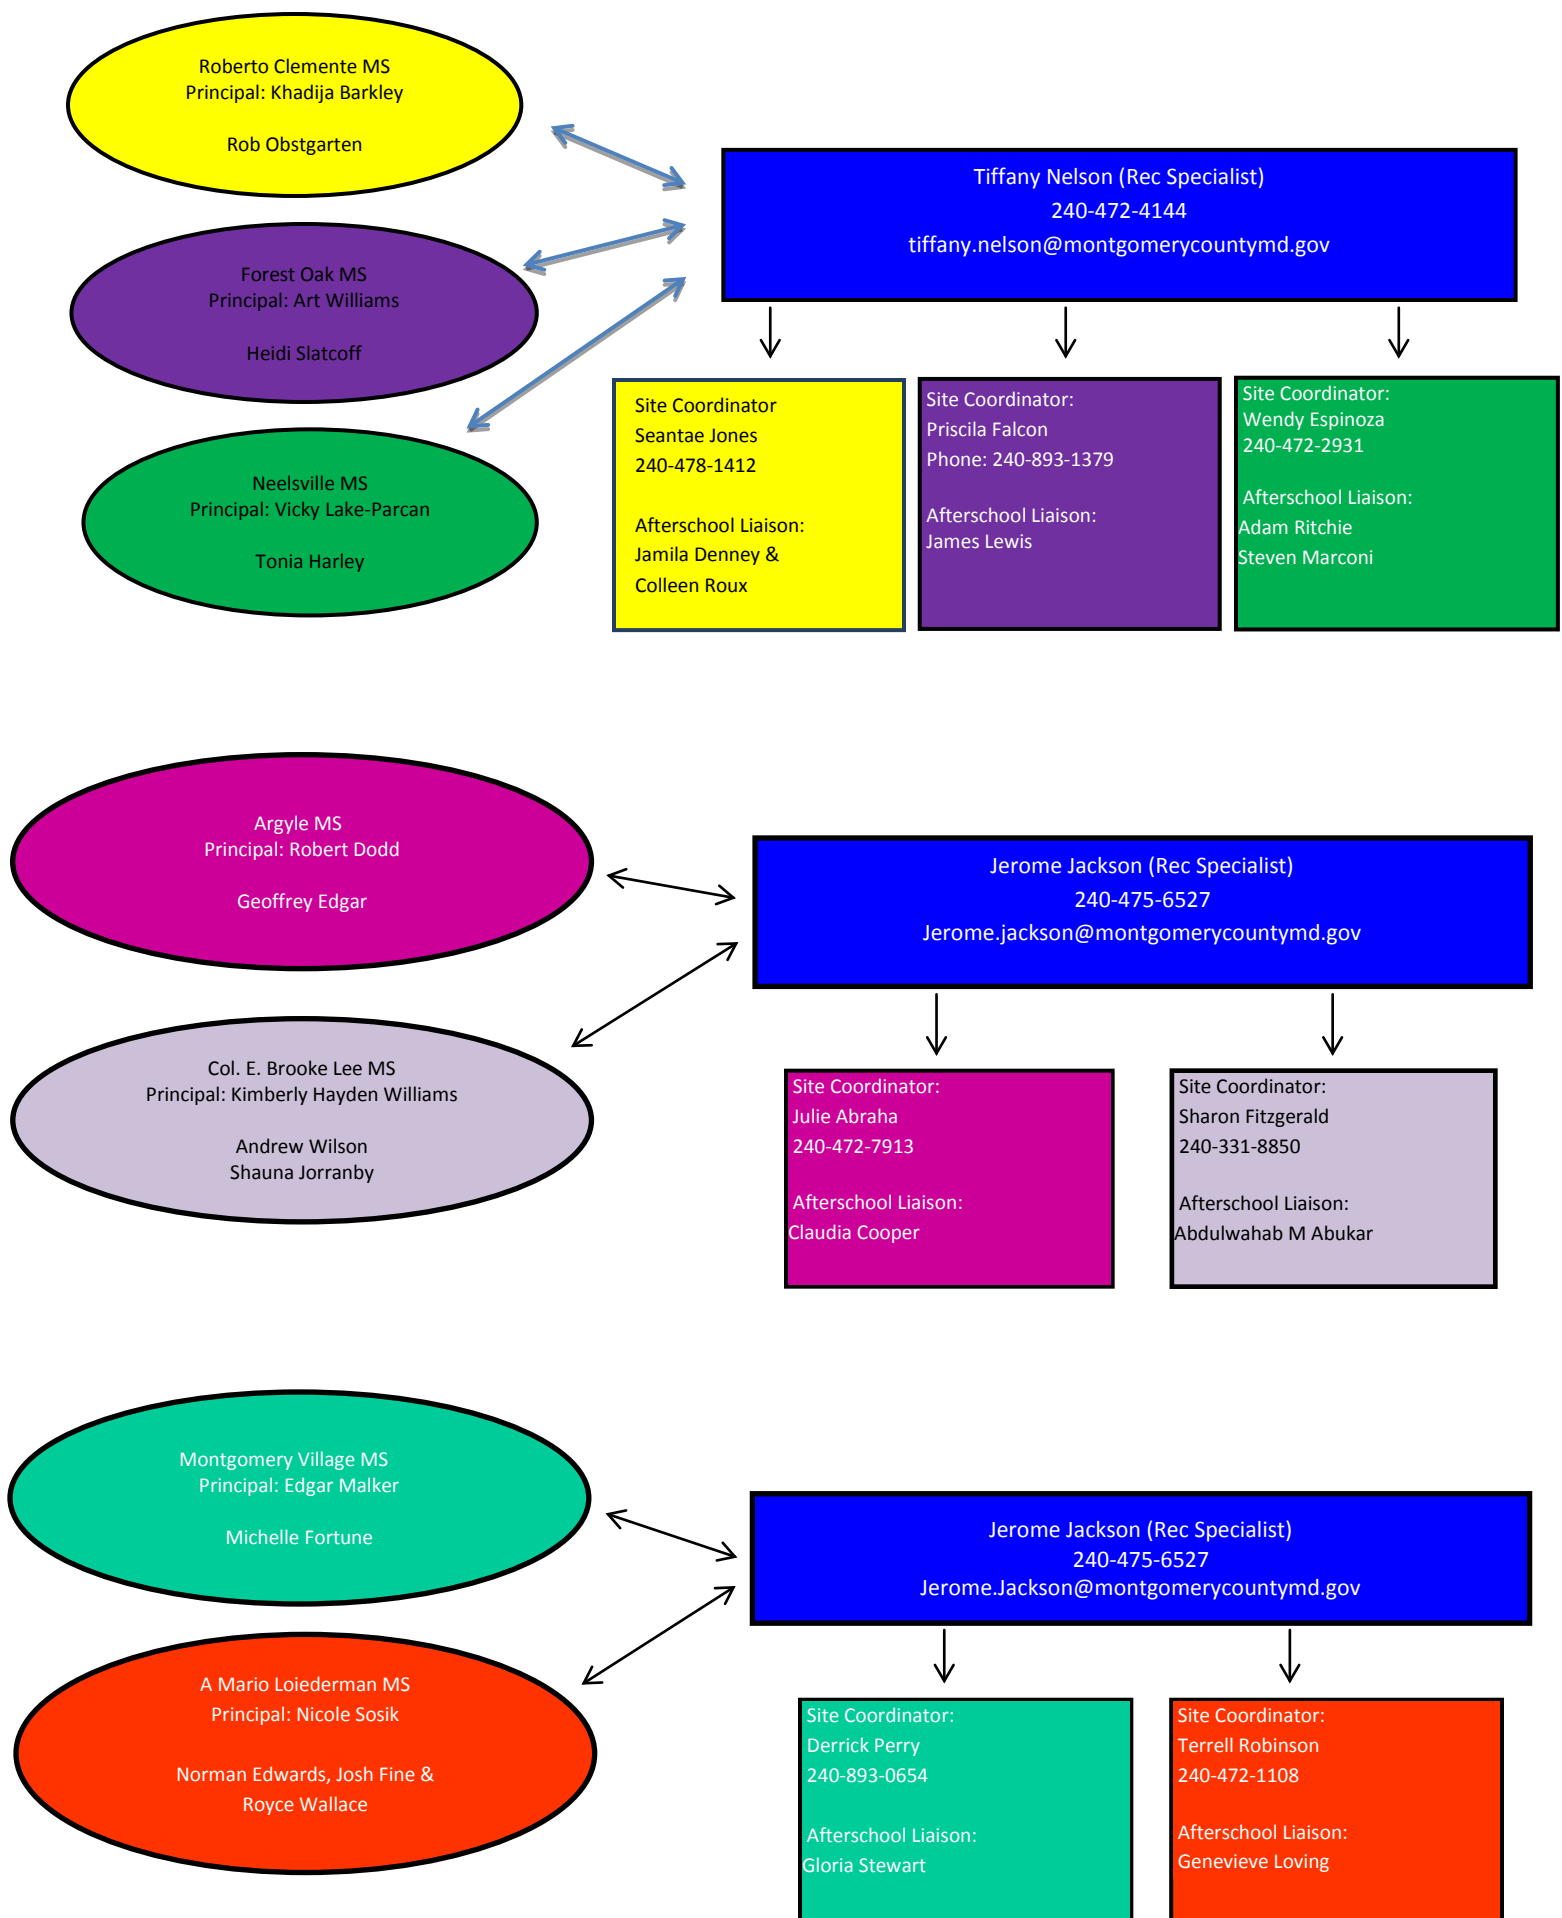 Roberto Clemente MS
Principal: Khadija Barkley
Rob Obstgarten
Tiffany Nelson (Rec Specialist)
240-472-4144
tiffany.nelson@montgomerycountymd.gov
Forest Oak MS
Principal: Art Williams
Heidi Slatcoff
Neelsville MS
Principal: Vicky Lake-Parcan
Tonia Harley
Site Coordinator
Seantae Jones
240-478-1412
Afterschool Liaison:
Jamila Denney &
Colleen Roux
Site Coordinator:
Priscila Falcon
Phone: 240-893-1379
Afterschool Liaison:
James Lewis
Site Coordinator:
Wendy Espinoza
240-472-2931
Afterschool Liaison:
Adam Ritchie
Steven Marconi
Argyle MS
Principal: Robert Dodd
Geoffrey Edgar
Jerome Jackson (Rec Specialist)
240-475-6527
Jerome.jackson@montgomerycountymd.gov
Col. E. Brooke Lee MS
Principal: Kimberly Hayden Williams
Andrew Wilson
Shauna Jorranby
Site Coordinator:
Julie Abraha
240-472-7913
Afterschool Liaison:
Claudia Cooper
Site Coordinator:
Sharon Fitzgerald
240-331-8850
Afterschool Liaison:
Abdulwahab M Abukar
Montgomery Village MS
Principal: Edgar Malker
Michelle Fortune
Jerome Jackson (Rec Specialist)
240-475-6527
Jerome.Jackson@montgomerycountymd.gov
A Mario Loiederman MS
Principal: Nicole Sosik
Norman Edwards, Josh Fine &
Royce Wallace
Site Coordinator:
Derrick Perry
240-893-0654
Afterschool Liaison:
Gloria Stewart
Site Coordinator:
Terrell Robinson
240-472-1108
Afterschool Liaison:
Genevieve Loving